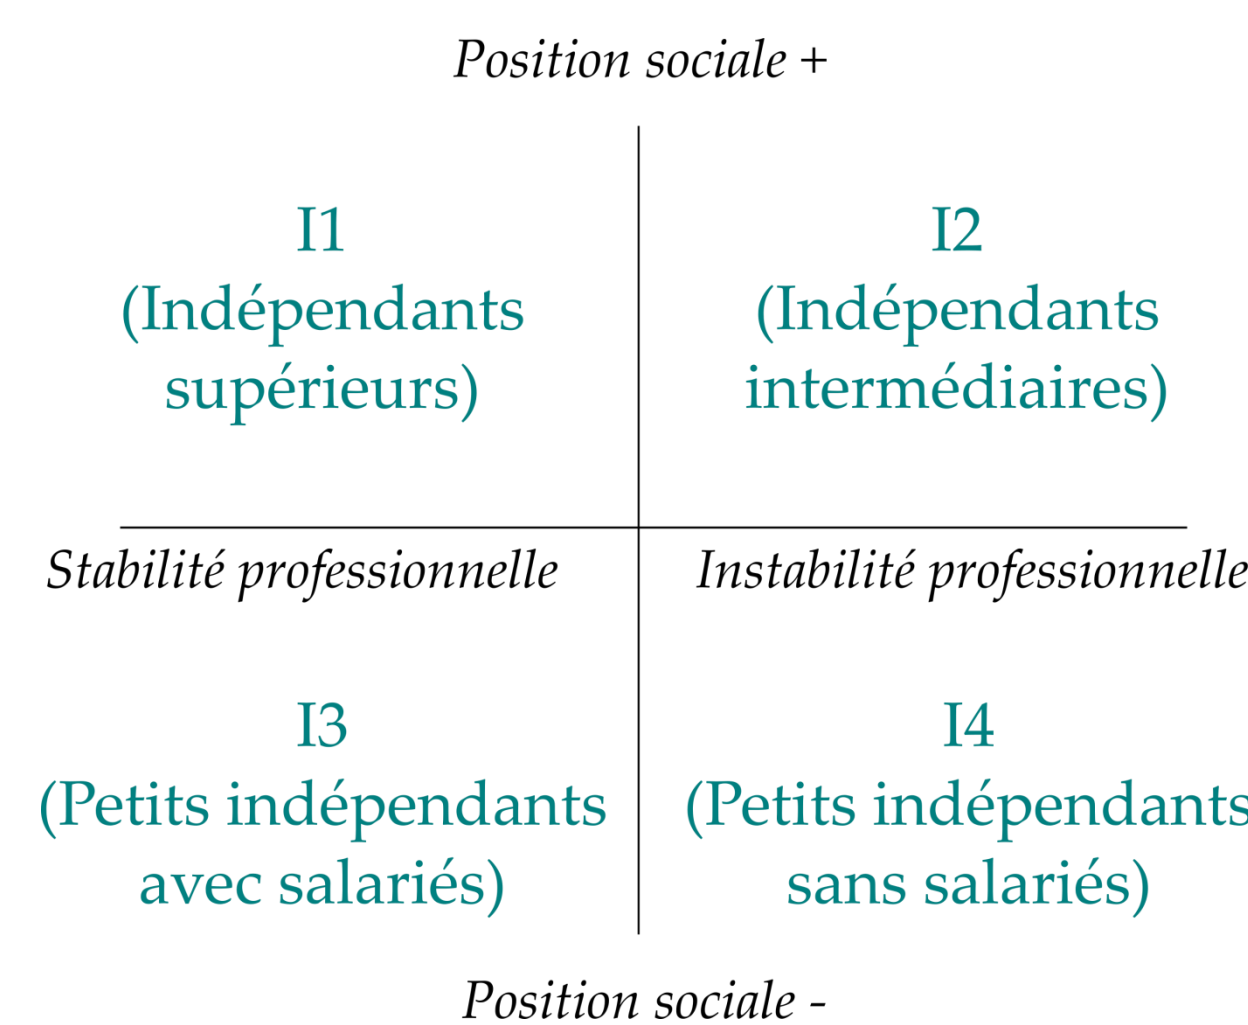 Position sociale +
I1
(Indépendants
supérieurs)
I2
(Indépendants
intermédiaires)
Stabilité professionnelle
Instabilité professionnelle
I3
(Petits indépendants
avec salariés)
I4
(Petits indépendants
sans salariés)
Position sociale -